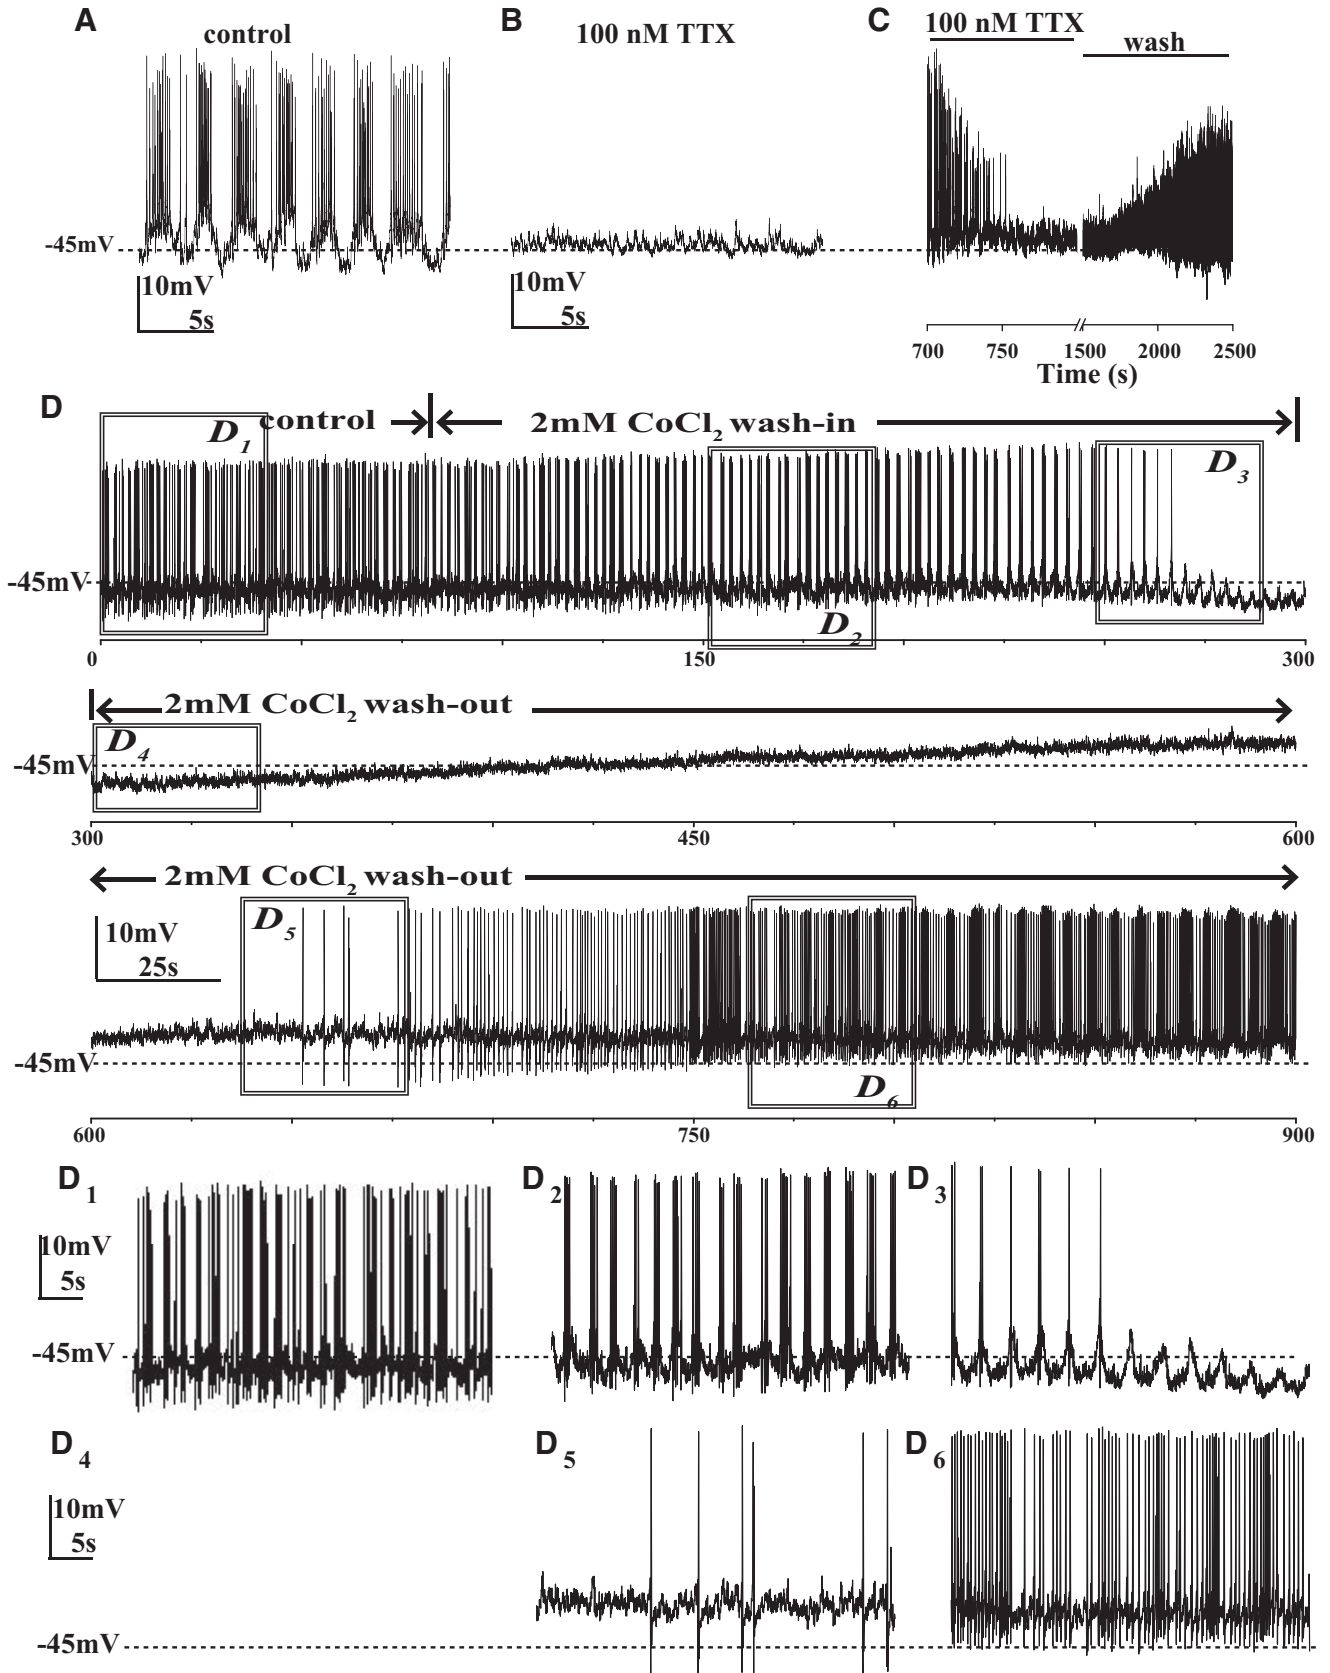 A
control
B
100 nM TTX
C
100 nM TTX
wash
-45mV
10mV
5s
10mV
5s
700
750
1500
2000
2500
Time (s)
D
control
2mM CoCl2 wash-in
D1
D2
D3
-45mV
0
150
300
2mM CoCl2 wash-out
D4
-45mV
300
450
600
2mM CoCl2 wash-out
D5
10mV
25s
-45mV
D6
600
750
900
D1
D2
D3
10mV
5s
-45mV
D4
D5
D6
10mV
5s
-45mV